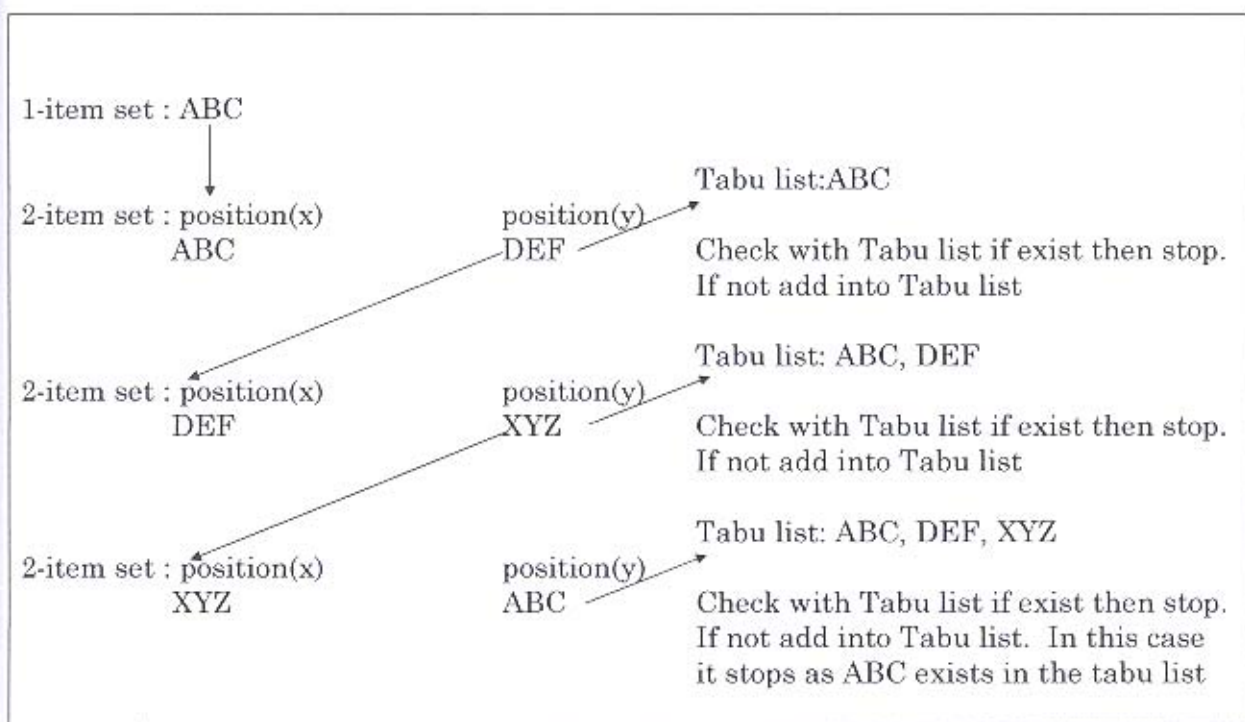 1-item set : ABC
Tabu list:ABC
2-item set : position(x) position(y)
ABC DEF Check with Tabu list if exist then stop.
If not add into Tabu list
Tabu list: ABC, DEF
2-item set : position(x) position(y)
DEF XYZ Check with Tabu list if exist then stop.
If not add into Tabu list
Tabu list: ABC, DEF, XYZ
2-item set : position(x) position(y)
XYZ ABC Check with Tabu list if exist then stop.
If not add into Tabu list. In this case
it stops as ABC exists in the tabu list